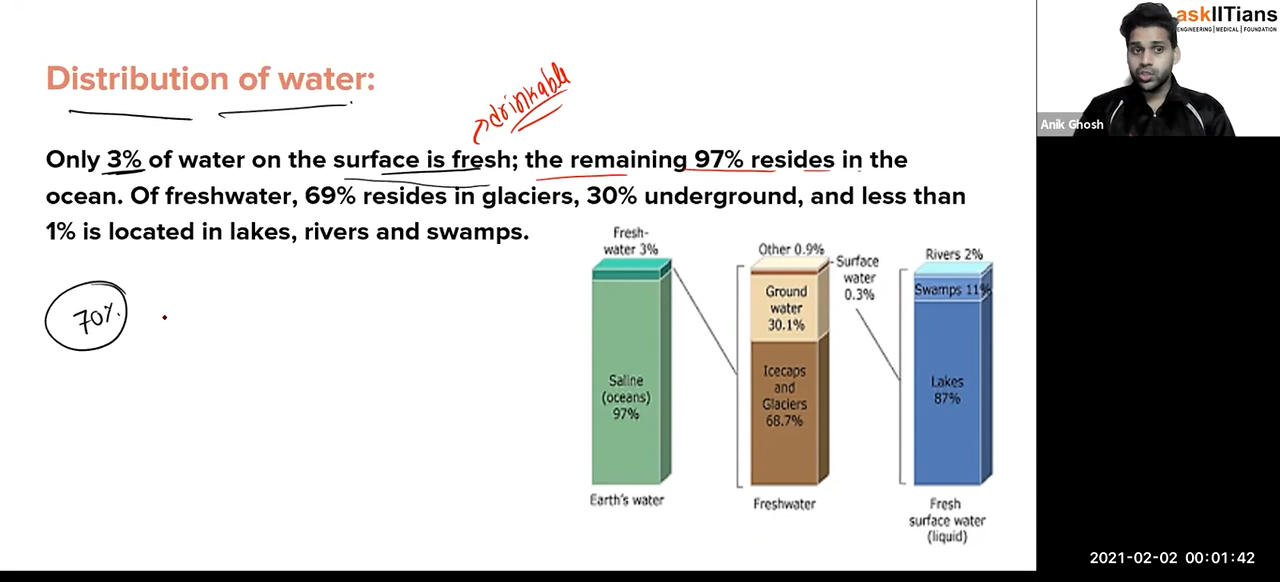 askIITians
ENGINEERING | MEDICAL | FOUNDATION
Anik Ghosh
Distribution of water:
drinkable
Only 3% of water on the surface is fresh; the remaining 97% resides in the
ocean. Of freshwater, 69% resides in glaciers, 30% underground, and less than
1% is located in lakes, rivers and swamps.
70%
Fresh-
water 3%
Saline
(oceans)
97%
Earth's water
Other 0.9%
Surface
water
0.3%
Ground
water
30.1%
Icecaps
and
Glaciers
68.7%
Freshwater
Rivers 2%
Swamps 11%
Lakes
87%
Fresh
surface water
(liquid)
2021-02-02 00:01:42